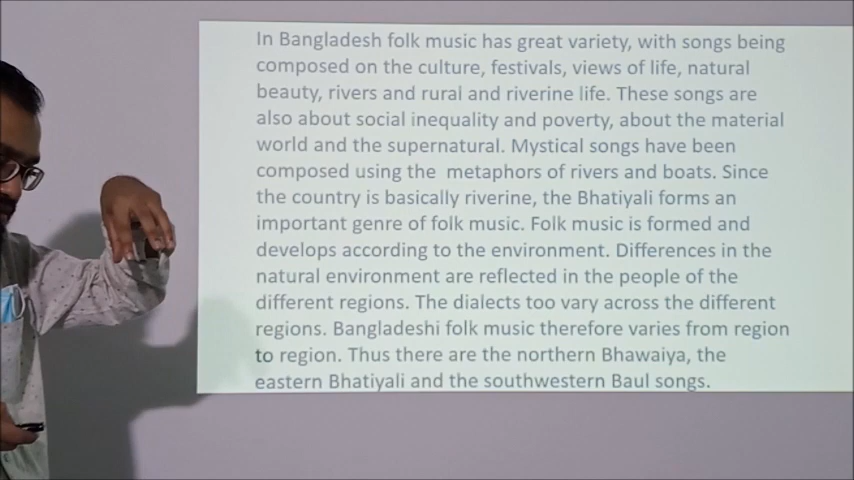 In Bangladesh folk music has great variety, with songs being
composed on the culture, festivals, views of life, natural
beauty, rivers and rural and riverine life. These songs are
also about social inequality and poverty, about the material
world and the supernatural. Mystical songs have been
composed using the metaphors of rivers and boats. Since
the country is basically riverine, the Bhatiyali forms an
important genre of folk music. Folk music is formed and
develops according to the environment. Differences in the
natural environment are reflected in the people of the
different regions. The dialects too vary across the different
regions. Bangladeshi folk music therefore varies from region
to region. Thus there are the northern Bhawaiya, the
eastern Bhatiyali and the southwestern Baul songs.